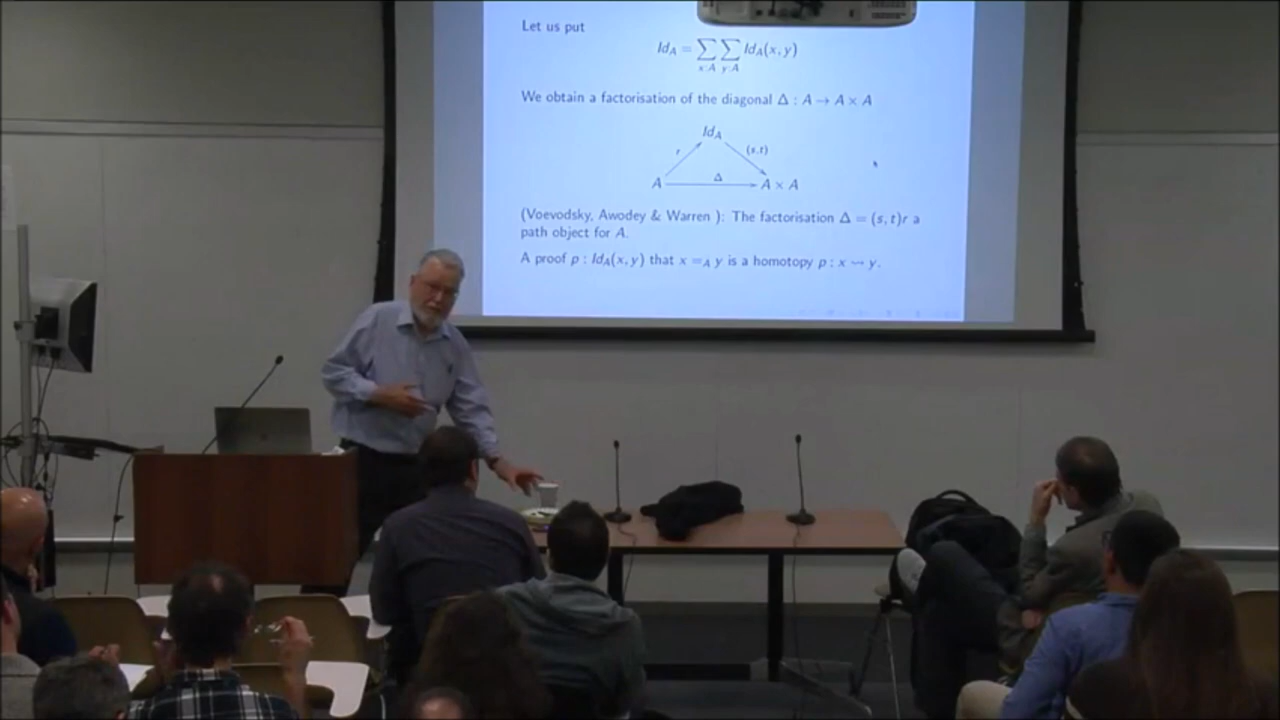 Let us put
Id_A = ∑_{x:A} ∑_{y:A} Id_A(x, y)
We obtain a factorisation of the diagonal Δ : A → A × A
Id_A
r (s,t)
A Δ A × A
(Voevodsky, Awodey & Warren ): The factorisation Δ = (s, t)r a
path object for A.
A proof p : Id_A(x, y) that x =_A y is a homotopy p : x ⇝ y.